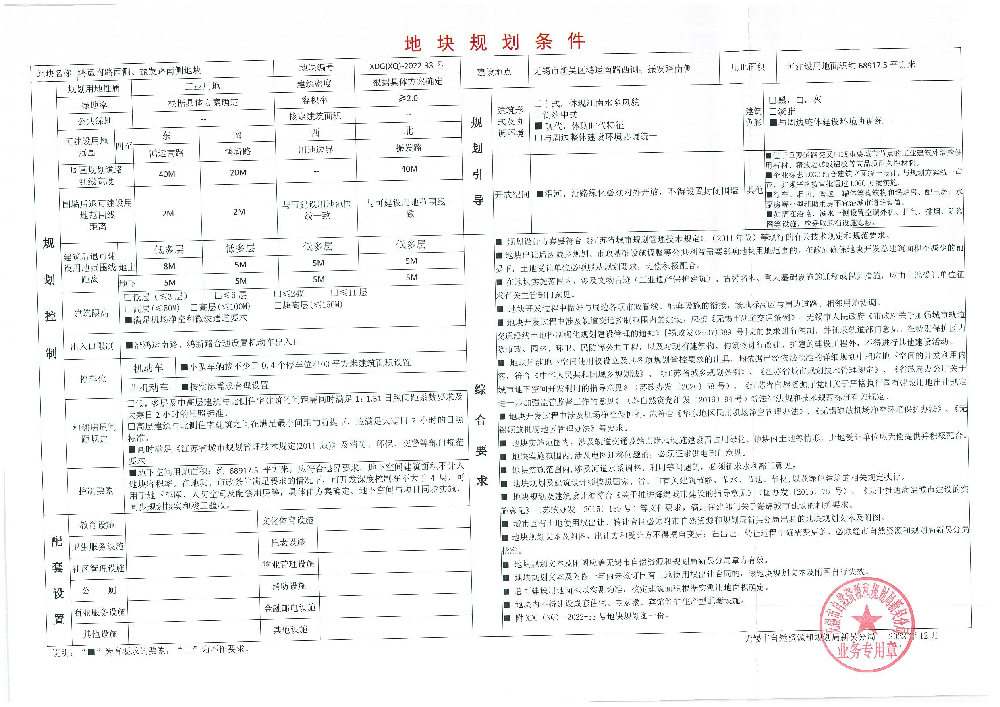 地块规划条件
地块名称 鸿运南路西侧、振发路南侧地块 地块编号 XDG(XQ)-2022-33 号 建设地点 无锡市新吴区鸿运南路西侧、振发路南侧 用地面积 可建设用地面积约 68917.5 平方米
规划控制
规划用地性质 工业用地 建筑密度 根据具体方案确定
绿地率 根据具体方案确定 容积率 ≥2.0
公共绿地 -- 核定建筑面积 --
可建设用地
范围
四至
东 南 西 北
鸿运南路 鸿新路 用地边界 振发路
周围规划道路
红线宽度
40M 20M -- 40M
围墙后退可建设用
地范围线
距离
2M 2M 与可建设用地范围
线一致
与可建设用地范围线一
致
建筑后退可建
设用地范围线
距离
低多层 低多层 低多层 低多层
地上 8M 5M 5M 5M
地下 5M 5M 5M 5M
建筑限高
□低层（≤3 层） □≤6 层 □≤24M □≤11 层
□高层(≤50M) □高层(≤100M) □超高层(≤150M)
■满足机场净空和微波通道要求
出入口限制 ■沿鸿运南路、鸿新路合理设置机动车出入口
停车位
机动车 ■小型车辆按不少于 0.4 个停车位/100 平方米建筑面积设置
非机动车 ■按实际需求合理设置
相邻房屋间
距规定
□低，多层及中高层建筑与北侧住宅建筑的间距需同时满足 1: 1.31 日照间距系数要求及
大寒日 2 小时的日照标准。
□高层建筑与北侧住宅建筑之间在满足最小间距的前提下，应满足大寒日 2 小时的日照
标准。
■同时满足《江苏省城市规划管理技术规定(2011 版)》及消防、环保、交警等部门规范
要求
控制要素
■地下空间用地面积：约 68917.5 平方米，应符合退界要求。地下空间建筑面积不计入
地块容积率。在地质、市政条件满足要求的情况下，可开发深度控制在不大于 4 层，可
用于地下车库、人防空间及配套用房等，具体由方案确定。地下空间与项目同步实施、
同步规划核实和竣工验收。
配套设置
教育设施 文化体育设施
卫生服务设施 托老设施
社区管理设施 物业管理设施
公 厕 消防设施
商业服务设施 金融邮电设施
其他设施 其他设施
说明：“■”为有要求的要素，“□”为不作要求。
规划引导
建筑形
式及协
调环境
□中式，体现江南水乡风貌
□简约中式
■现代，体现时代特征
□与周边整体建设环境协调统一
建筑
色彩
□黑，白，灰
□淡雅
■与周边整体建设环境协调统一
开放空间 ■沿河、沿路绿化必须对外开放，不得设置封闭围墙
其他
■位于重要道路交叉口或重要城市节点的工业建筑外墙应使
用石材、精致墙砖或铝板等高品质耐久性材料。
■企业标志 LOGO 结合建筑立面统一设计，与规划方案统一审
查，并须严格按审批通过 LOGO 方案实施。
■行车、烟囱、管道、罐体等构筑物和锅炉房、配电房、水
泵房等小型辅助用房不宜沿城市道路设置。
■如需在沿路、滨水一侧设置空调外机、排气、排烟、防盗
网等设施，应采取遮挡设施隐蔽。
综合要求
■ 规划设计方案要符合《江苏省城市规划管理技术规定》（2011 年版）等现行的有关技术规定和规范要求。
■ 地块出让后因城乡规划、市政基础设施调整等公共利益需要影响地块用地范围的，在政府确保地块开发总建筑面积不减少的前
提下，土地受让单位必须服从规划要求，无偿积极配合。
■ 在地块实施范围内，涉及文物古迹（工业遗产保护建筑）、古树名木、重大基础设施的迁移或保护措施，应由土地受让单位征
求有关主管部门意见。
■ 地块开发过程中做好与周边各项市政管线、配套设施的衔接，场地标高应与周边道路、相邻用地协调。
■ 地块开发过程中涉及轨道交通控制范围内的建设，应按《无锡市轨道交通条例》、无锡市人民政府《市政府关于加强城市轨道
交通沿线土地控制强化规划建设管理的通知》[锡政发(2007)389 号]文的要求进行控制，并征求轨道部门意见。在特别保护区内
除市政、园林、环卫、民防等公共工程，以及对现有建筑物、构筑物进行改建、扩建的建设工程外，不得进行其他建设活动。
■ 地块所涉地下空间使用权设立及其各项规划管控要求的出具，均依据已经依法批准的详细规划中相应地下空间的开发利用内
容，符合《中华人民共和国城乡规划法》、《江苏省城乡规划条例》、《江苏省城市规划技术管理规定》、《省政府办公厅关于
城市地下空间开发利用的指导意见》（苏政办发〔2020〕58 号）、《江苏省自然资源厅党组关于严格执行国有建设用地出让规定
进一步加强监管监督工作的意见》（苏自然资党组发〔2019〕94 号）等法律法规和技术规范标准有关规定。
■ 地块开发过程中涉及机场净空保护的，应符合《华东地区民用机场净空管理办法》、《无锡硕放机场净空环境保护办法》、《无
锡硕放机场地区管理办法》等要求。
■ 地块实施范围内，涉及轨道交通及站点附属设施建设需占用绿化、地块内土地等情形，土地受让单位应无偿提供并积极配合。
■ 地块实施范围内,涉及电网迁移问题的，必须征求供电部门意见。
■ 地块实施范围内,涉及河道水系调整、利用等问题的，必须征求水利部门意见。
■ 地块规划及建筑设计须按照国家、省、市有关建筑节能、节水、节地、节材,以及绿色建筑的相关规定执行。
■ 地块规划及建筑设计须符合《关于推进海绵城市建设的指导意见》（国办发〔2015〕75 号）、《关于推进海绵城市建设的实
施意见》（苏政办发〔2015〕139 号）等文件要求，满足住建部门关于海绵城市建设的相关要求。
■ 城市国有土地使用权出让、转让合同必须附市自然资源和规划局新吴分局出具的地块规划文本及附图。
■ 地块规划文本及附图，出让方和受让方不得擅自变更；在出让、转让过程中确需变更的，必须经市自然资源和规划局新吴分局
批准。
■ 地块规划文本及附图应盖无锡市自然资源和规划局新吴分局章方有效。
■ 地块规划文本及附图一年内未签订国有土地使用权出让合同的，该地块规划文本及附图自行失效。
■ 总可建设用地面积以实测为准，核定建筑面积根据实测用地面积确定。
■ 地块内不得建设成套住宅、专家楼、宾馆等非生产型配套设施。
■ 附 XDG（XQ）-2022-33 号地块规划图一份。
无锡市自然资源和规划局新吴分局 2022 年 12 月
无锡市自然资源和规划局新吴分局
业务专用章